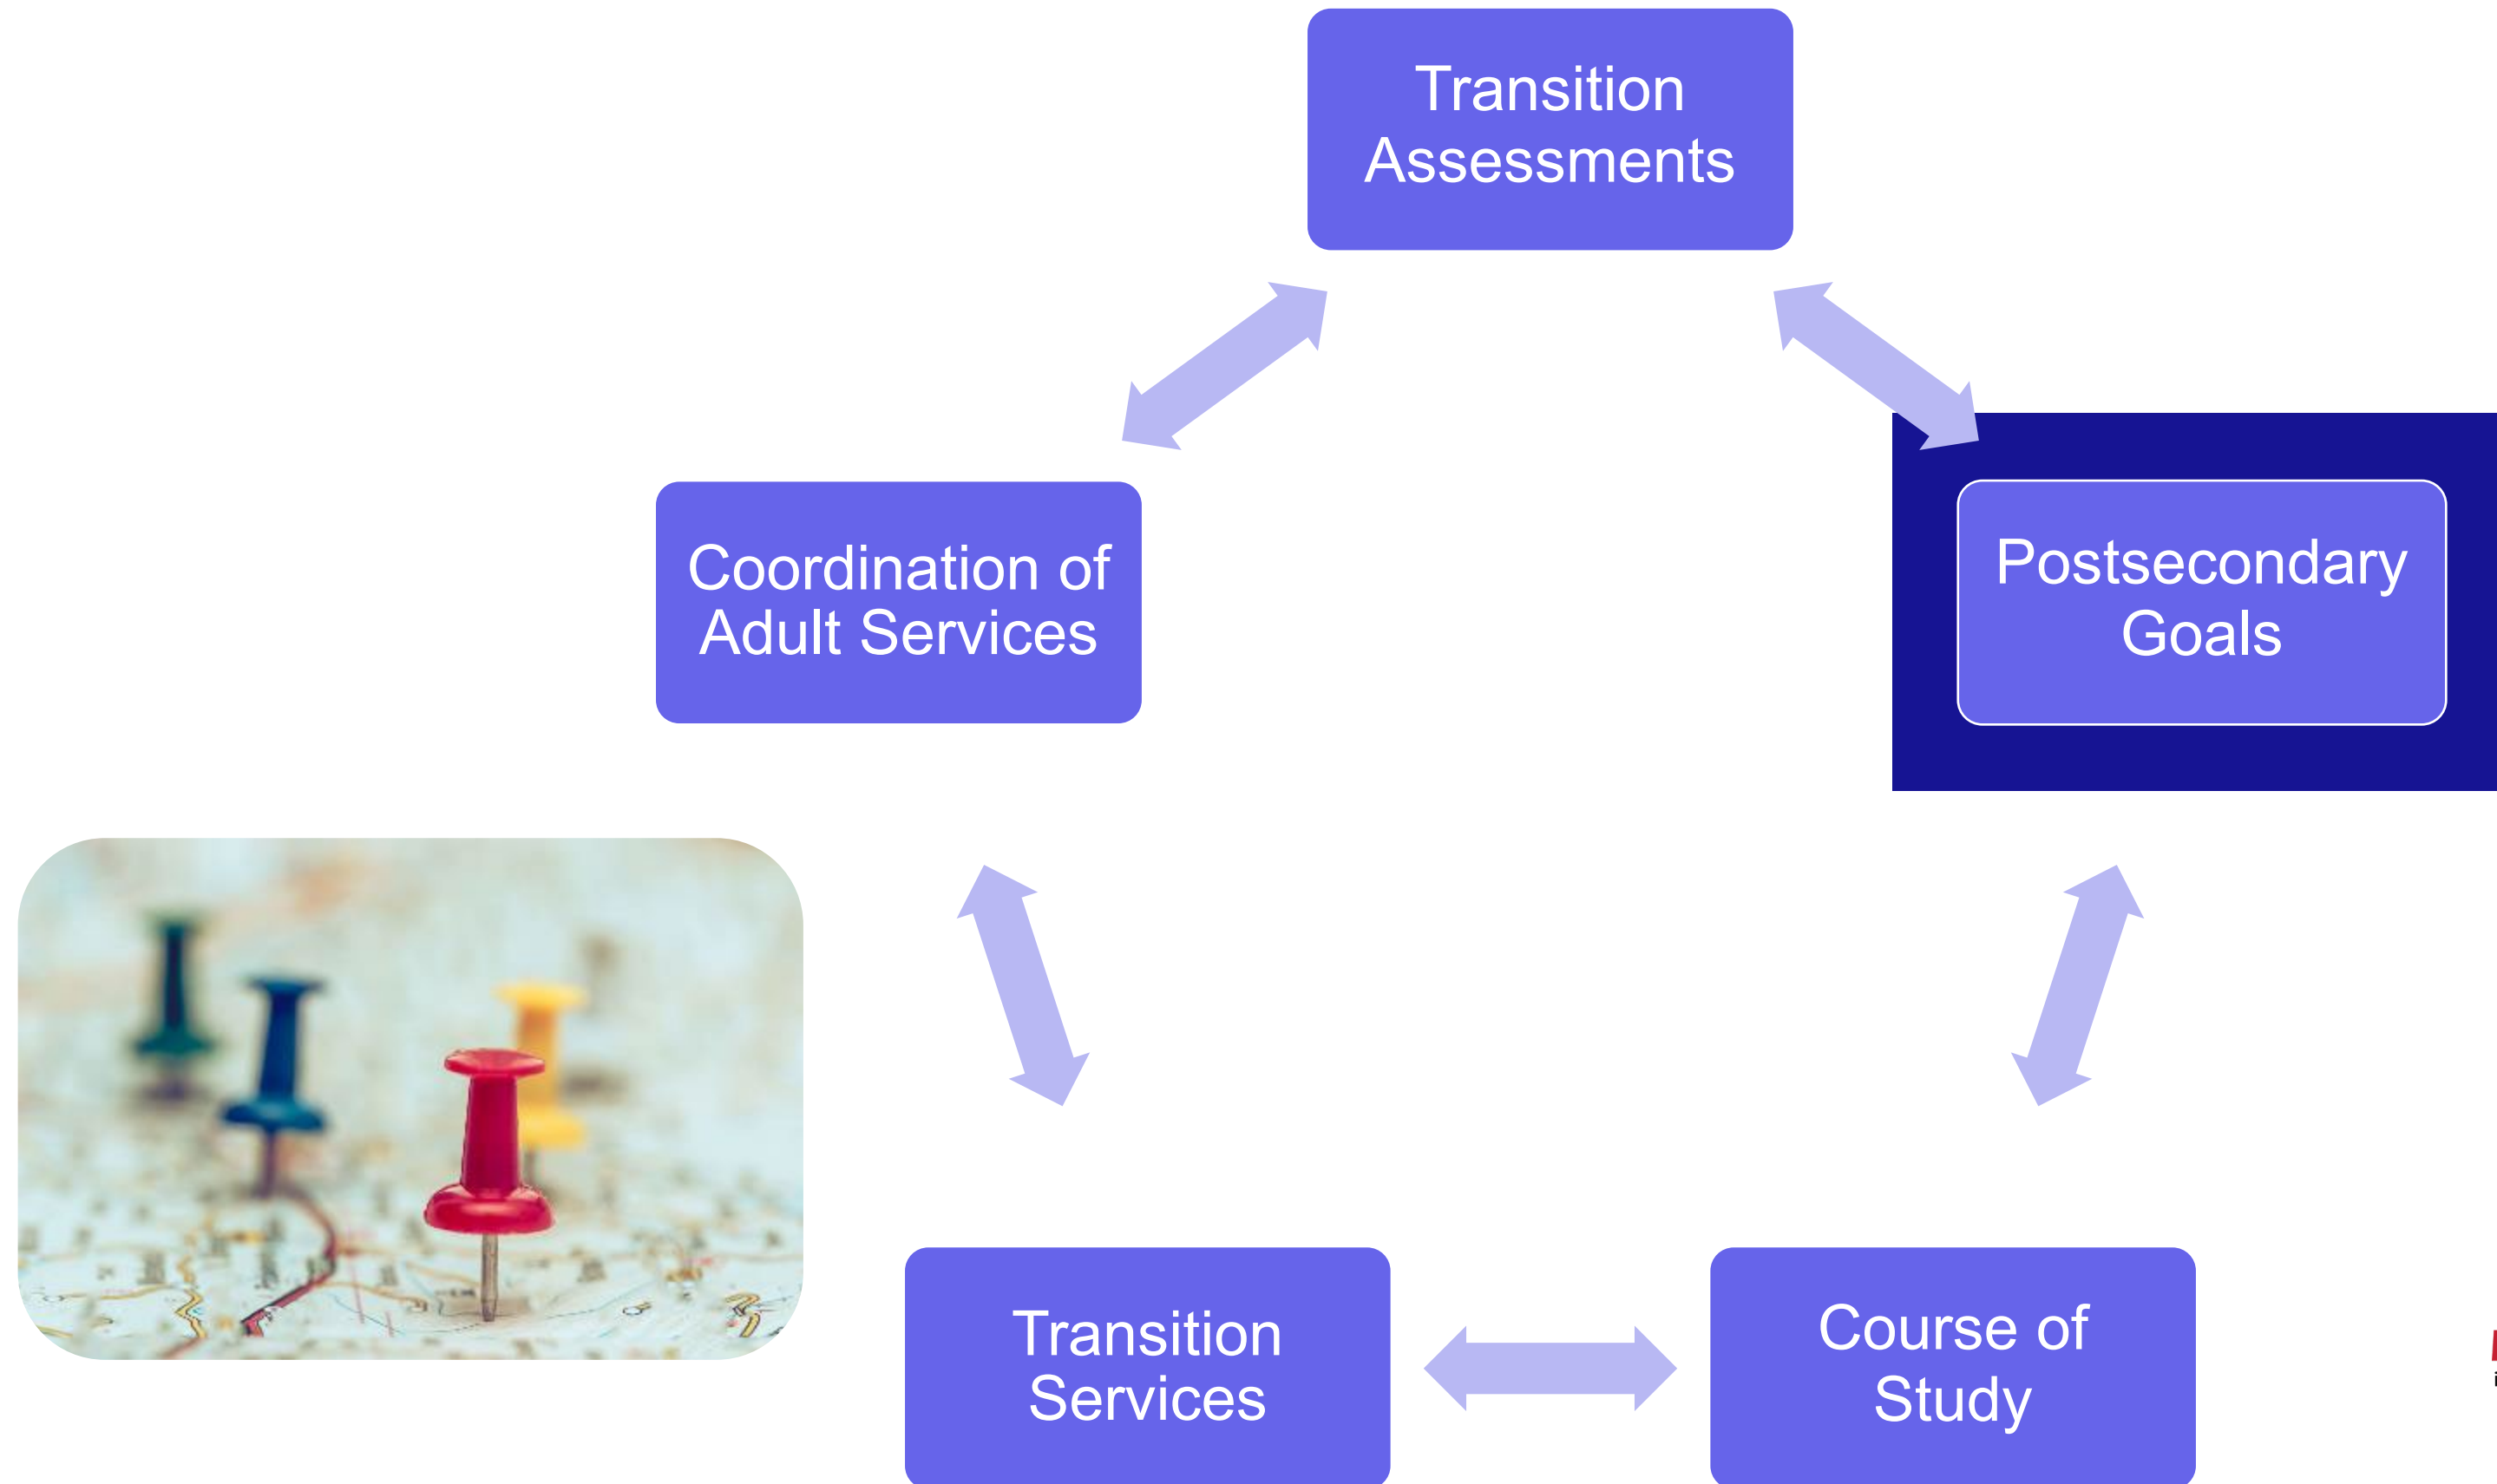 Transition
Assessments
Coordination of
Adult Services
Postsecondary
Goals
Transition
Services
Course of
Study